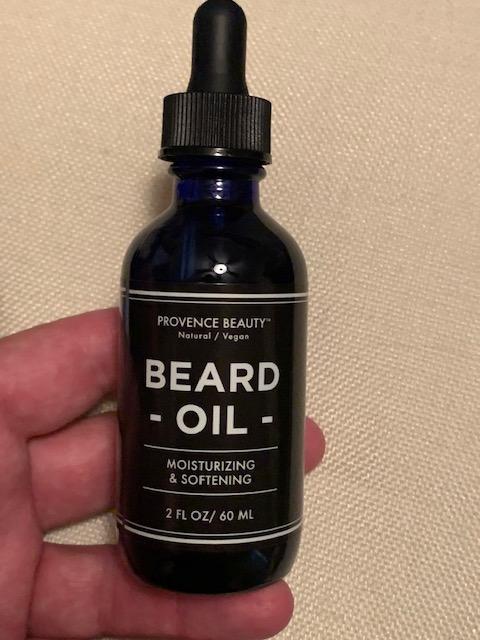 PROVENCE BEAUTY™
Natural / Vegan
BEARD
- OIL -
MOISTURIZING
& SOFTENING
2 FL OZ/ 60 ML